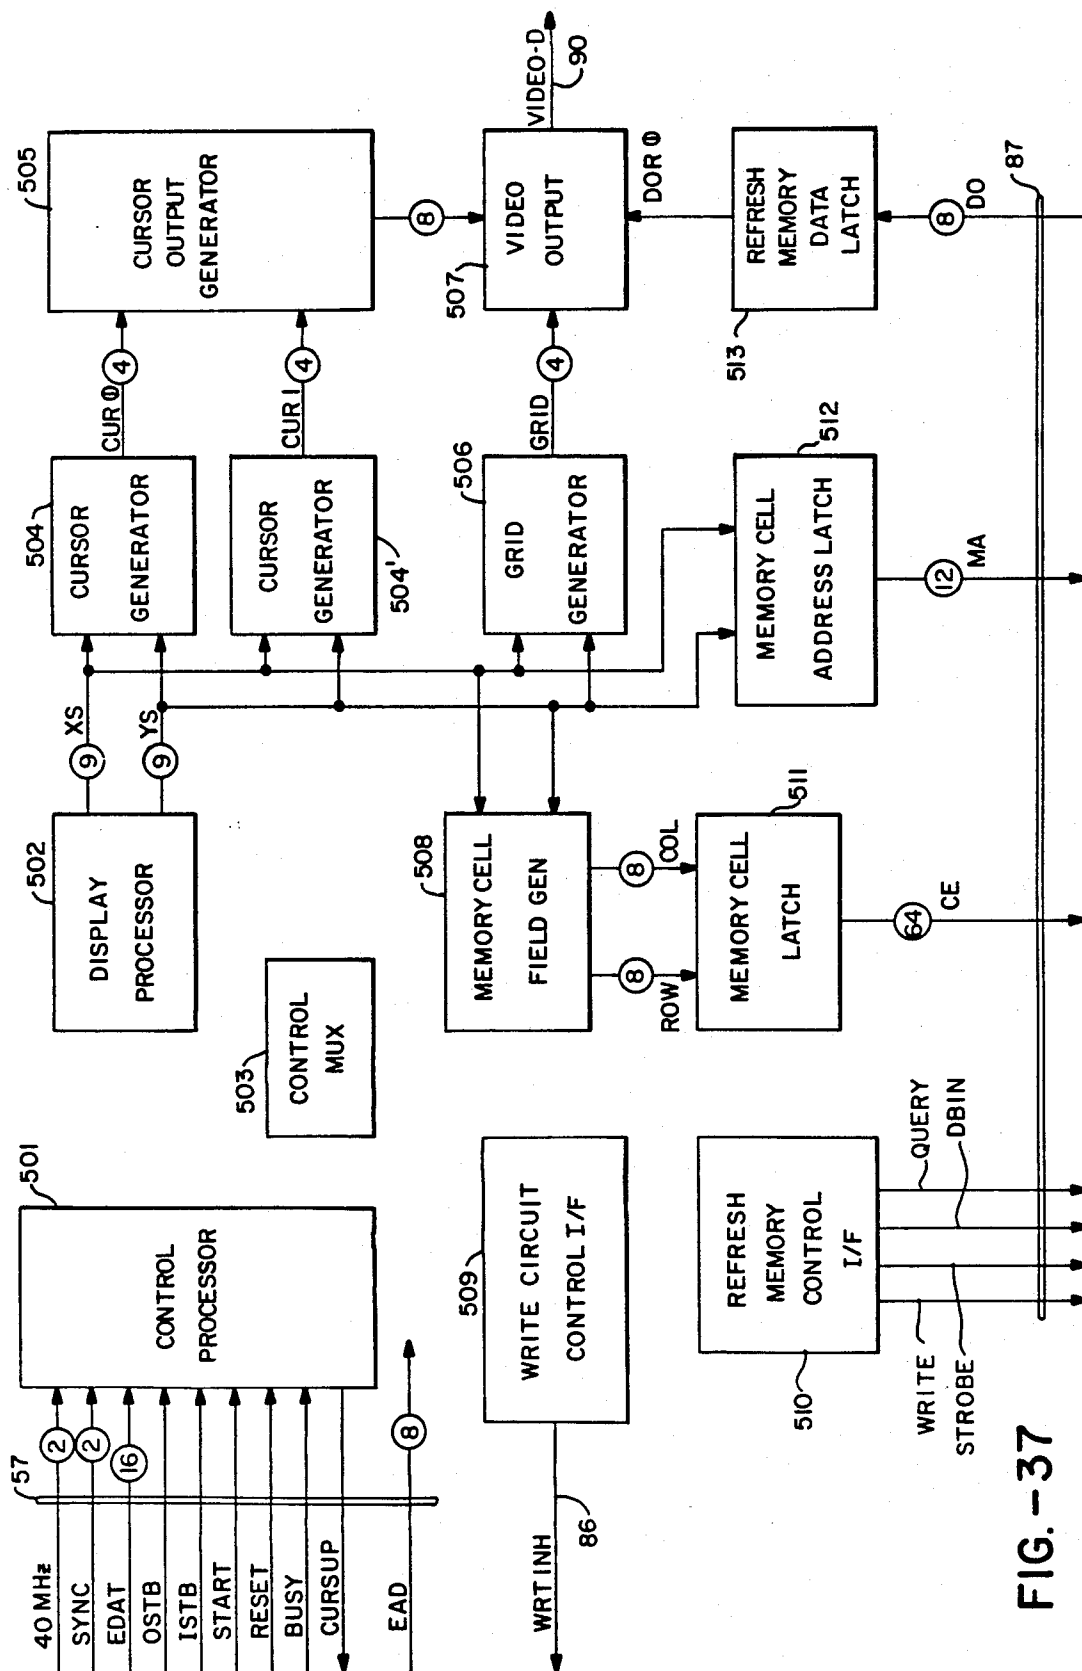 40 MHz
SYNC
EDAT
OSTB
ISTB
START
RESET
BUSY
CURSUP
EAD
57
2
2
16
8
501
CONTROL
PROCESSOR
502
DISPLAY
PROCESSOR
503
CONTROL
MUX
9
XS
9
YS
504
CURSOR
GENERATOR
CUR 0
4
CURSOR
GENERATOR
504'
CUR 1
4
505
CURSOR
OUTPUT
GENERATOR
8
506
GRID
GENERATOR
GRID
4
507
VIDEO
OUTPUT
VIDEO-D
90
DOR 0
WRTINH
86
509
WRITE CIRCUIT
CONTROL I/F
508
MEMORY CELL
FIELD GEN
8
ROW
8
COL
510
REFRESH
MEMORY
CONTROL
I/F
WRITE
STROBE
QUERY
DBIN
511
MEMORY CELL
LATCH
64
CE
512
MEMORY CELL
ADDRESS LATCH
12
MA
513
REFRESH
MEMORY
DATA
LATCH
8
DO
87
FIG.-37